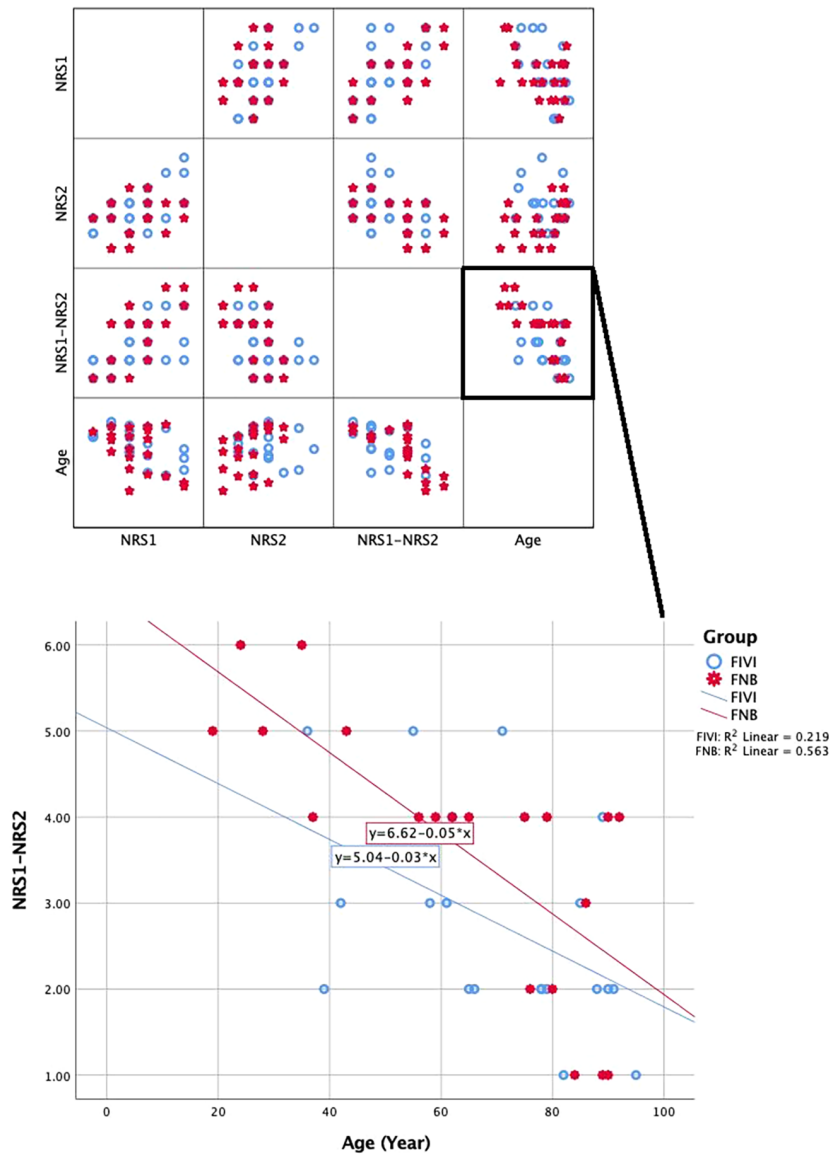 NRS1
NRS2
NRS1-NRS2
Age
NRS1
NRS2
NRS1-NRS2
Age
6.00
5.00
4.00
3.00
2.00
1.00
NRS1-NRS2
y=6.62-0.05*x
y=5.04-0.03*x
0
20
40
60
80
100
Age (Year)
Group
FIVI
FNB
FIVI
FNB
FIVI: R² Linear = 0.219
FNB: R² Linear = 0.563